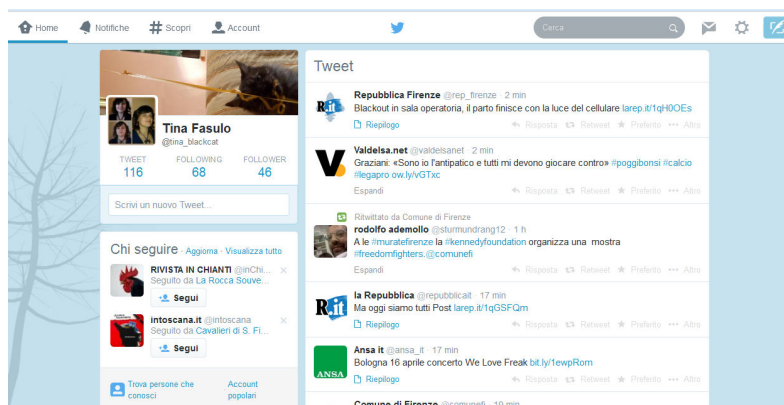 Home Notifiche Scopri Account Cerca
Tina Fasulo
@tina_blackcat
TWEET FOLLOWING FOLLOWER
116 68 46
Scrivi un nuovo Tweet...
Chi seguire · Aggiorna · Visualizza tutto
RIVISTA IN CHIANTI @inChi...
Seguito da La Rocca Souve...
Segui
intoscana.it @intoscana
Seguito da Cavalieri di S. Fi...
Segui
Trova persone che conosci
Account popolari
Tweet
Repubblica Firenze @rep_firenze · 2 min
Blackout in sala operatoria, il parto finisce con la luce del cellulare larep.it/1qH0OEs
Riepilogo Risposta Retweet Preferito Altro
Valdelsa.net @valdelsanet · 2 min
Graziani: «Sono io l'antipatico e tutti mi devono giocare contro» #poggibonsi #calcio
#legapro ow.ly/vGTxc
Espandi Risposta Retweet Preferito Altro
Ritwittato da Comune di Firenze
rodolfo ademollo @sturmundrang12 · 1 h
A le #muratefirenze la #kennedyfoundation organizza una mostra
#freedomfighters.@comunefi
Espandi Risposta Retweet Preferito Altro
la Repubblica @repubblicait · 17 min
Ma oggi siamo tutti Post larep.it/1qGSFQm
Riepilogo Risposta Retweet Preferito Altro
Ansa it @ansa_it · 17 min
Bologna 16 aprile concerto We Love Freak bit.ly/1ewpRom
Riepilogo Risposta Retweet Preferito Altro
ANSA
Comune di Firenze @comunefi · 19 min